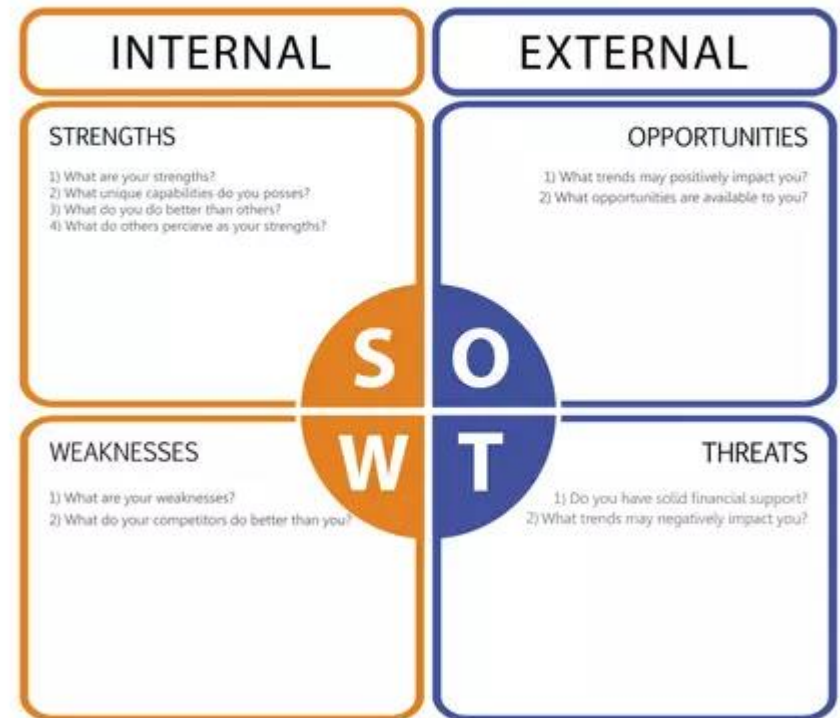 INTERNAL
EXTERNAL
STRENGTHS
1) What are your strengths?
2) What unique capabilities do you posses?
3) What do you do better than others?
4) What do others percieve as your strengths?
OPPORTUNITIES
1) What trends may positively impact you?
2) What opportunities are available to you?
S
O
W
T
WEAKNESSES
1) What are your weaknesses?
2) What do your competitors do better than you?
THREATS
1) Do you have solid financial support?
2) What trends may negatively impact you?